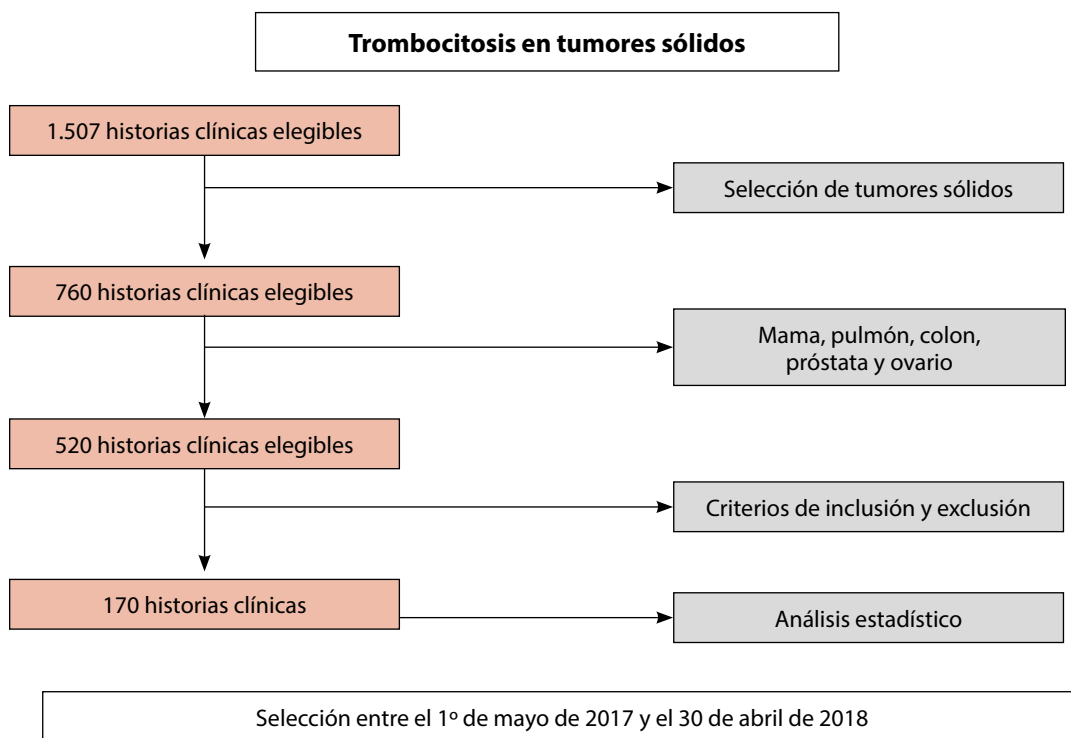 Trombocitosis en tumores sólidos
1.507 historias clínicas elegibles
Selección de tumores sólidos
760 historias clínicas elegibles
Mama, pulmón, colon,
próstata y ovario
520 historias clínicas elegibles
Criterios de inclusión y exclusión
170 historias clínicas
Análisis estadístico
Selección entre el 1º de mayo de 2017 y el 30 de abril de 2018